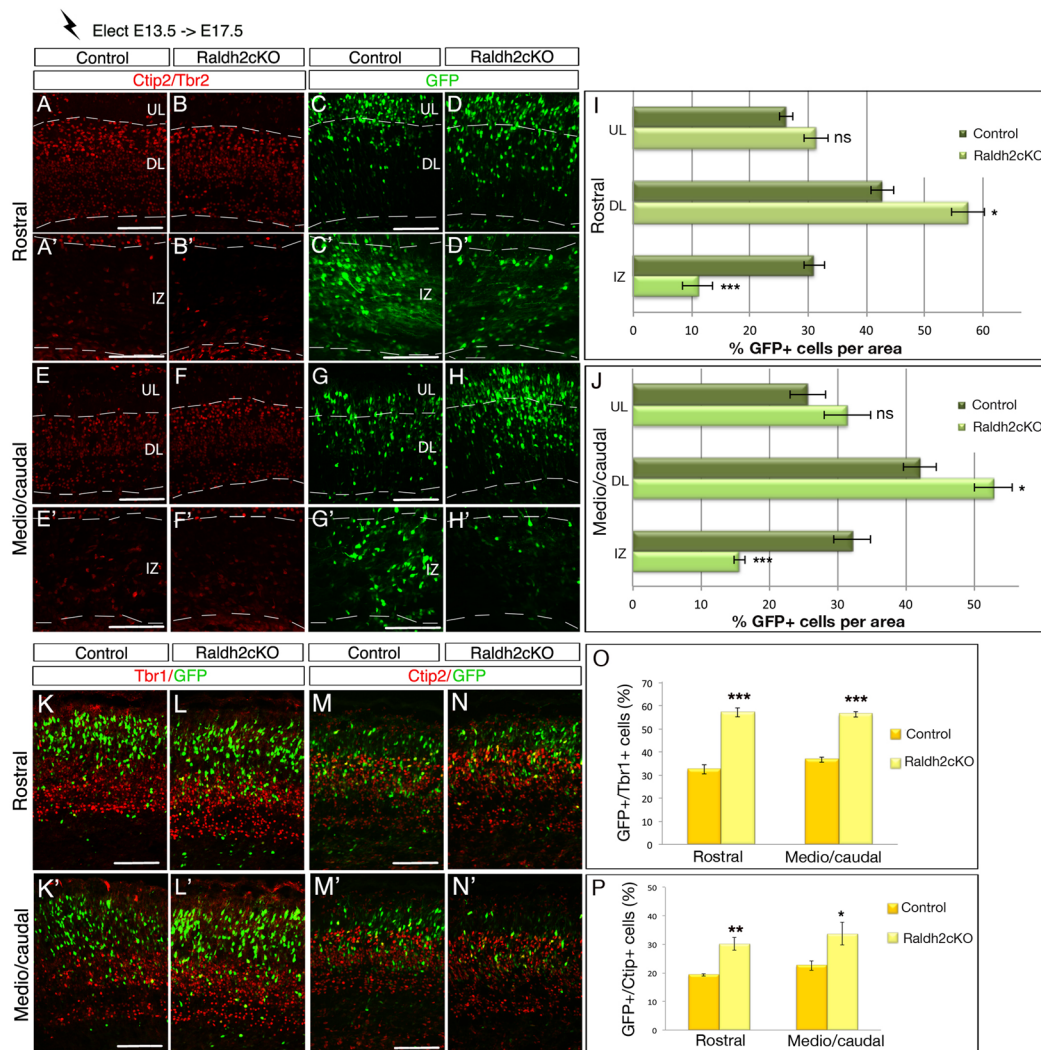 Elect E13.5 -> E17.5
Control Raldh2cKO Control Raldh2cKO
Ctip2/Tbr2 GFP
Rostral
A UL DL
B
C UL DL
D
A' IZ
B'
C' IZ
D'
Medio/caudal
E UL DL
F
G UL DL
H
E' IZ
F'
G' IZ
H'
I
Rostral
UL ns
DL *
IZ ***
Control
Raldh2cKO
0 10 20 30 40 50 60
% GFP+ cells per area
J
Medio/caudal
UL ns
DL *
IZ ***
Control
Raldh2cKO
0 10 20 30 40 50
% GFP+ cells per area
Control Raldh2cKO Control Raldh2cKO
Tbr1/GFP Ctip2/GFP
Rostral
K L M N
Medio/caudal
K' L' M' N'
O
GFP+/Tbr1+ cells (%)
70
60
50
40
30
20
10
0
*** ***
Control
Raldh2cKO
Rostral Medio/caudal
P
GFP+/Ctip+ cells (%)
50
40
30
20
10
0
** *
Control
Raldh2cKO
Rostral Medio/caudal